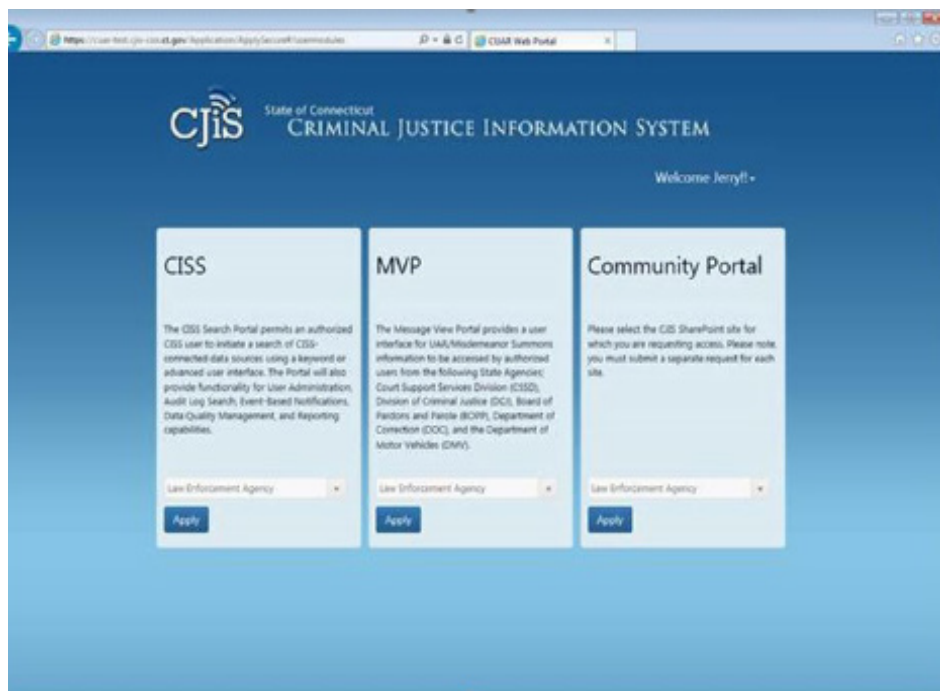 CUAR Web Portal
CJiS
State of Connecticut
CRIMINAL JUSTICE INFORMATION SYSTEM
Welcome Jerry!!
CISS
The CISS Search Portal permits an authorized
CISS user to initiate a search of CISS-
connected data sources using a keyword or
advanced user interface. The Portal will also
provide functionality for User Administration,
Audit Log Search, Event-Based Notifications,
Data Quality Management, and Reporting
capabilities.
Law Enforcement Agency
Apply
MVP
The Message View Portal provides a user
interface for UAR/Misdemeanor Summons
information to be accessed by authorized
users from the following State Agencies:
Court Support Services Division (CSSD),
Division of Criminal Justice (DCJ), Board of
Pardons and Parole (BOPP), Department of
Correction (DOC), and the Department of
Motor Vehicles (DMV).
Law Enforcement Agency
Apply
Community Portal
Please select the CJIS SharePoint site for
which you are requesting access. Please note,
you must submit a separate request for each
site.
Law Enforcement Agency
Apply